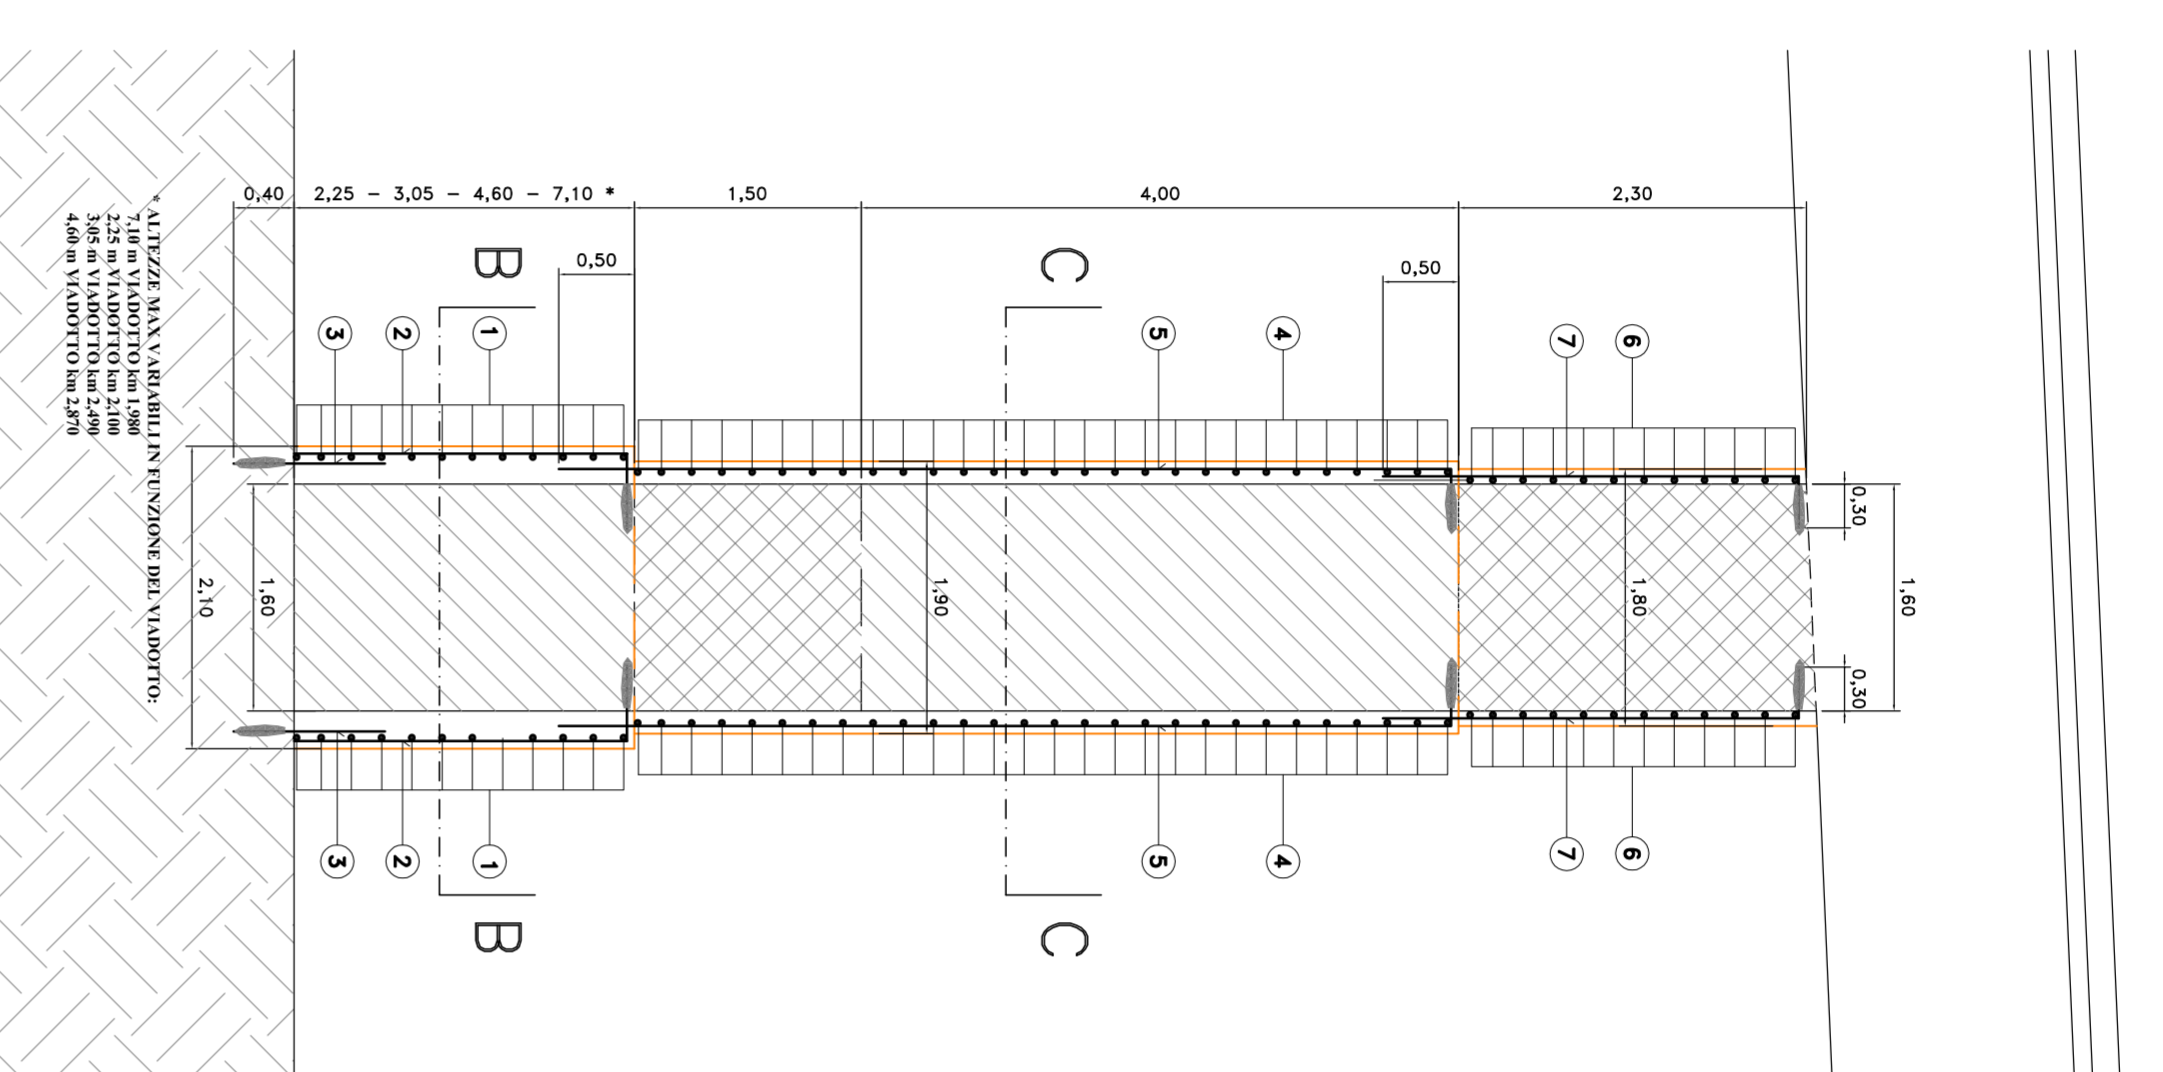 0,40
2,25 – 3,05 – 4,60 – 7,10 *
1,50
4,00
2,30
B
0,50
C
0,50
3
2
1
5
4
7
6
* ALTEZZE MAX VARIABILI IN FUNZIONE DEL VIADOTTO:
7,10 m VIADOTTO km 1,980
2,25 m VIADOTTO km 2,100
3,05 m VIADOTTO km 2,490
4,60 m VIADOTTO km 2,870
2,10
1,60
1,90
1,80
0,30
1,60
0,30
3
2
1
5
4
7
6
B
C